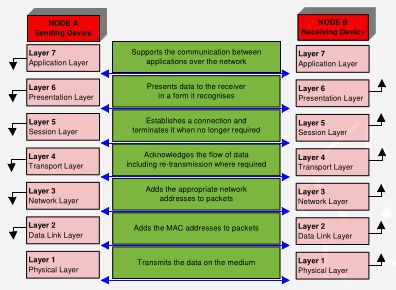 NODE A
Sending Device
NODE B
Receiving Device
Layer 7
Application Layer
Supports the communication between
applications over the network
Layer 7
Application Layer
Layer 6
Presentation Layer
Presents data to the receiver
in a form it recognises
Layer 6
Presentation Layer
Layer 5
Session Layer
Establishes a connection and
terminates it when no longer required
Layer 5
Session Layer
Layer 4
Transport Layer
Acknowledges the flow of data
including re-transmission where required
Layer 4
Transport Layer
Layer 3
Network Layer
Adds the appropriate network
addresses to packets
Layer 3
Network Layer
Layer 2
Data Link Layer
Adds the MAC addresses to packets
Layer 2
Data Link Layer
Layer 1
Physical Layer
Transmits the data on the medium
Layer 1
Physical Layer